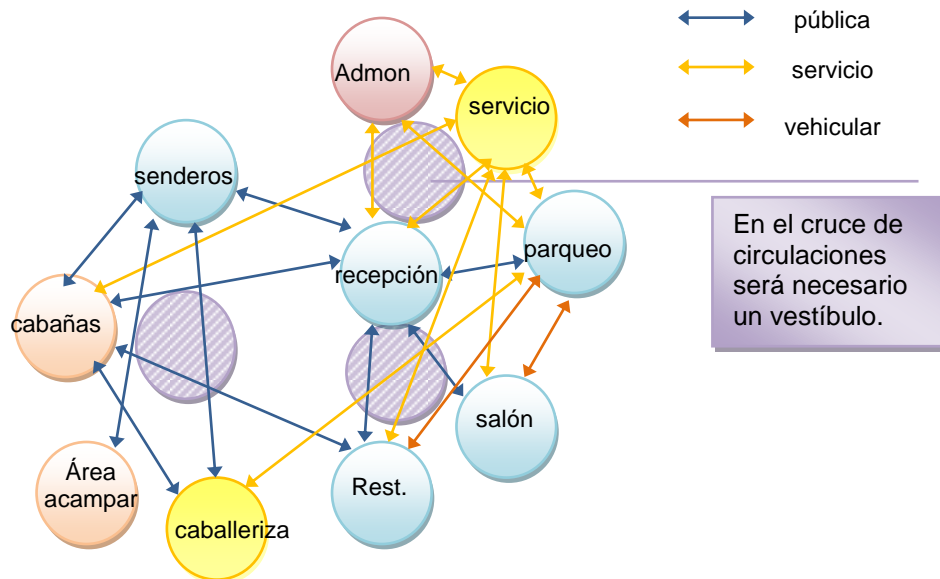 pública
Admon
servicio
servicio
vehicular
senderos
En el cruce de
circulaciones
será necesario
un vestíbulo.
parqueo
recepción
cabañas
salón
Área
acampar
Rest.
caballeriza